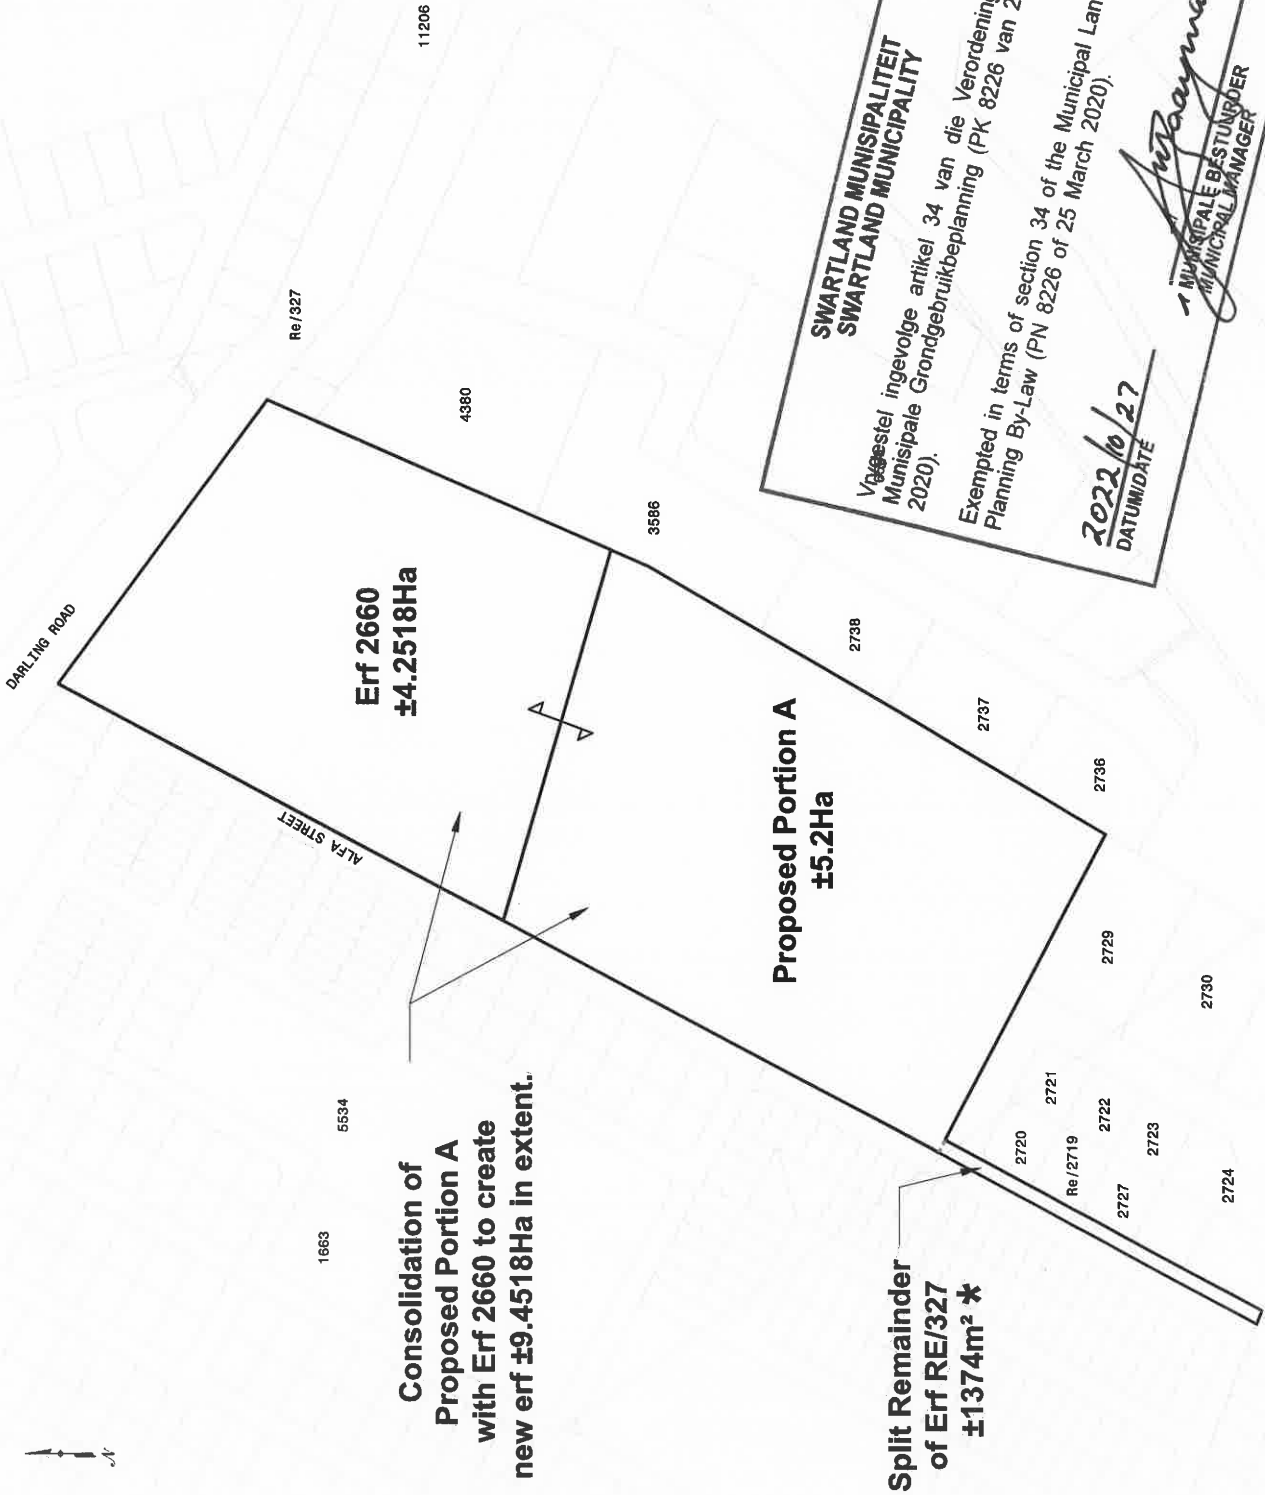 DARLING ROAD
ALFA STREET
Erf 2660
±4.2518Ha
Proposed Portion A
±5.2Ha
Consolidation of
Proposed Portion A
with Erf 2660 to create
new erf ±9.4518Ha in extent.
Split Remainder
of Erf RE/327
±1374m² *
N
1663
5534
11206
Re/327
4380
3586
2738
2737
2736
2729
2730
2721
2720
Re/2719
2722
2723
2727
2724
SWARTLAND MUNISIPALITEIT
SWARTLAND MUNICIPALITY
ingevolge artikel 34 van die Verordening
Munisipale Grondgebruikbeplanning (PK 8226 van
2020).
Exempted in terms of section 34 of the Municipal
Planning By-Law (PN 8226 of 25 March 2020).
2022/10/27
DATUM/DATE
MUNISIPALE BESTUURDER
MUNICIPAL MANAGER